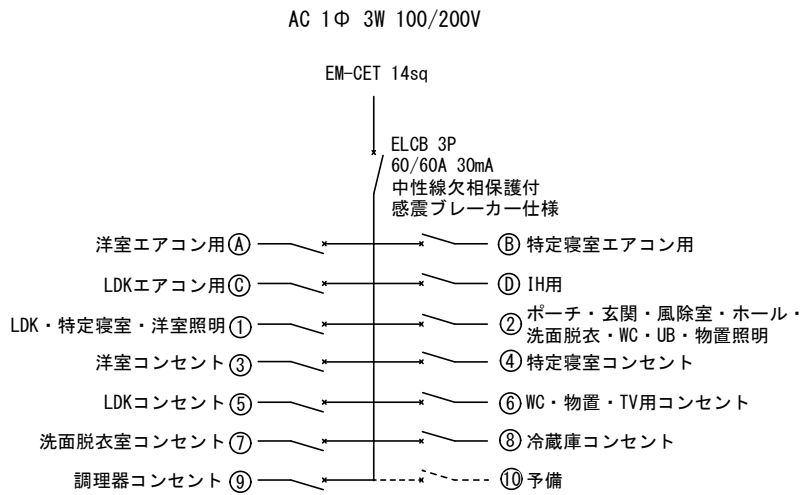 AC 1Φ 3W 100/200V
EM-CET 14sq
ELCB 3P
60/60A 30mA
中性線欠相保護付
感震ブレーカー仕様
洋室エアコン用Ⓐ
Ⓑ特定寝室エアコン用
LDKエアコン用Ⓒ
ⒹIH用
LDK・特定寝室・洋室照明①
②ポーチ・玄関・風除室・ホール・
洗面脱衣・WC・UB・物置照明
洋室コンセント③
④特定寝室コンセント
LDKコンセント⑤
⑥WC・物置・TV用コンセント
洗面脱衣室コンセント⑦
⑧冷蔵庫コンセント
調理器コンセント⑨
⑩予備